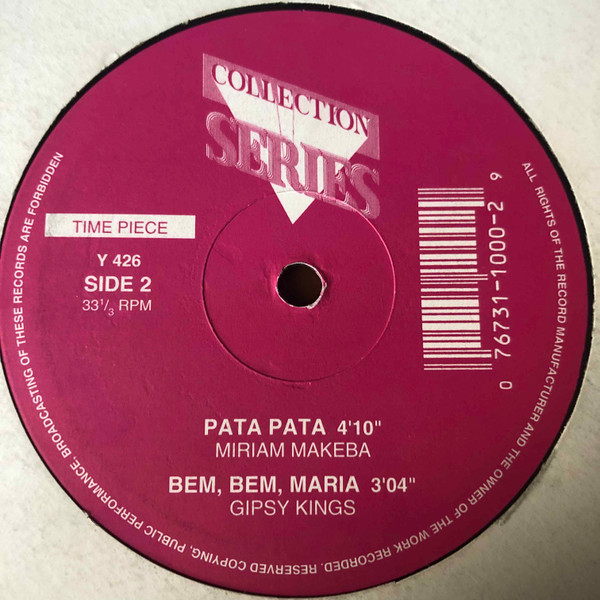 COLLECTION
SERIES
TIME PIECE
Y 426
SIDE 2
33 1/3 RPM
0 76731-1000-2 9
PATA PATA 4'10"
MIRIAM MAKEBA
BEM, BEM, MARIA 3'04"
GIPSY KINGS
ALL RIGHTS OF THE RECORD MANUFACTURER AND THE OWNER OF THE WORK RECORDED. RESERVED COPYING, PUBLIC PERFORMANCE, BROADCASTING OF THESE RECORDS ARE FORBIDDEN